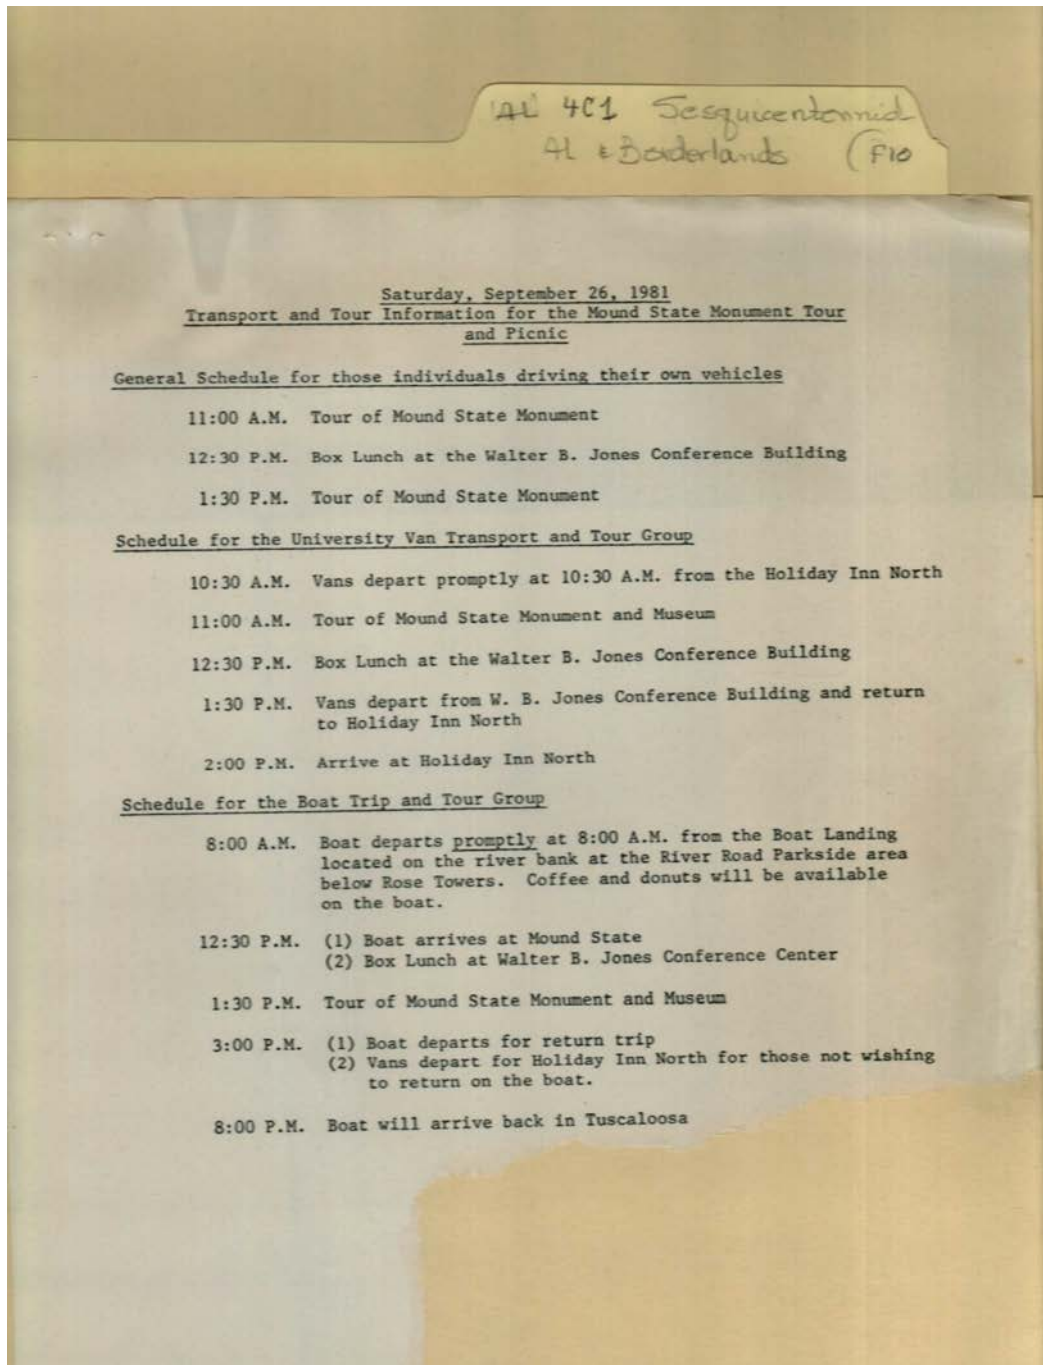 AL 4C1 Sesquicentennial
AL & Borderlands (F10
Saturday, September 26, 1981
Transport and Tour Information for the Mound State Monument Tour
and Picnic
General Schedule for those individuals driving their own vehicles
11:00 A.M. Tour of Mound State Monument
12:30 P.M. Box Lunch at the Walter B. Jones Conference Building
1:30 P.M. Tour of Mound State Monument
Schedule for the University Van Transport and Tour Group
10:30 A.M. Vans depart promptly at 10:30 A.M. from the Holiday Inn North
11:00 A.M. Tour of Mound State Monument and Museum
12:30 P.M. Box Lunch at the Walter B. Jones Conference Building
1:30 P.M. Vans depart from W. B. Jones Conference Building and return
to Holiday Inn North
2:00 P.M. Arrive at Holiday Inn North
Schedule for the Boat Trip and Tour Group
8:00 A.M. Boat departs promptly at 8:00 A.M. from the Boat Landing
located on the river bank at the River Road Parkside area
below Rose Towers. Coffee and donuts will be available
on the boat.
12:30 P.M. (1) Boat arrives at Mound State
(2) Box Lunch at Walter B. Jones Conference Center
1:30 P.M. Tour of Mound State Monument and Museum
3:00 P.M. (1) Boat departs for return trip
(2) Vans depart for Holiday Inn North for those not wishing
to return on the boat.
8:00 P.M. Boat will arrive back in Tuscaloosa